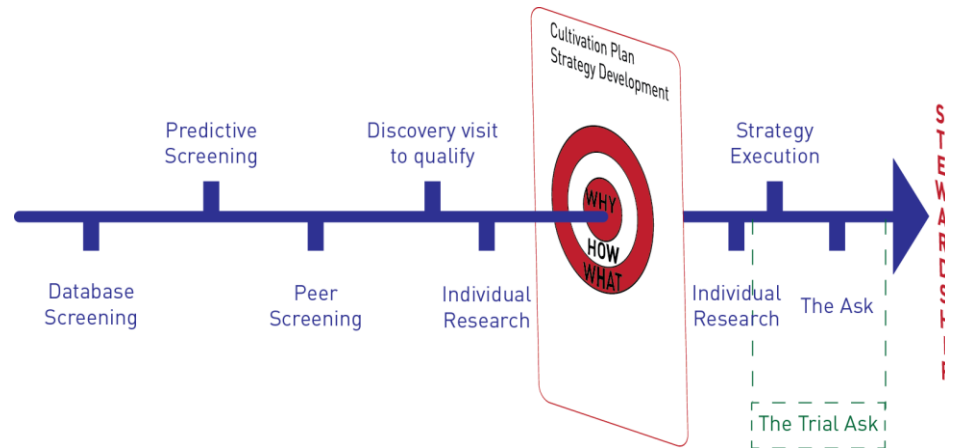 Cultivation Plan
Strategy Development
Predictive
Screening
Discovery visit
to qualify
Strategy
Execution
WHY
HOW
WHAT
Database
Screening
Peer
Screening
Individual
Research
Individual
Research
The Ask
The Trial Ask
STEWARDSHIP